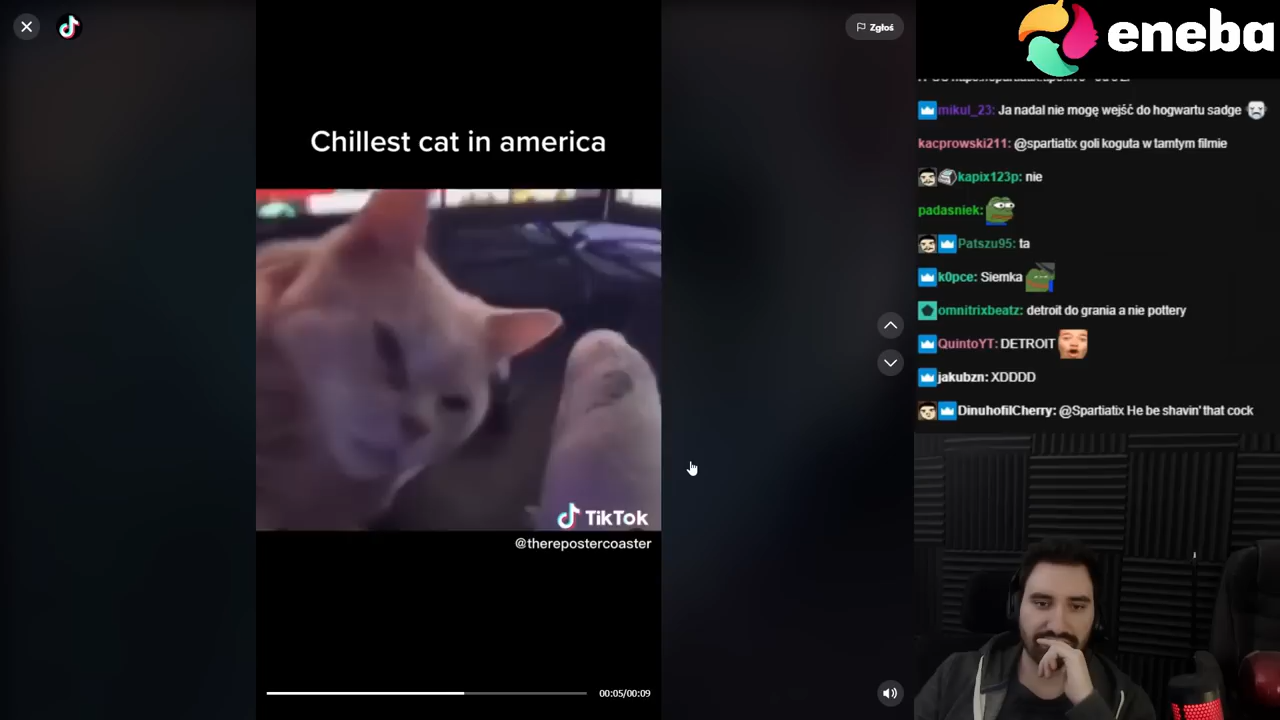 Zgłoś
eneba
Chillest cat in america
TikTok
@therepostercoaster
00:05/00:09
mikul_23: Ja nadal nie mogę wejść do hogwartu sadge
kacprowski211: @spartiatix goli koguta w tamtym filmie
kapix123p: nie
padasniek:
Patszu95: ta
k0pce: Siemka
omnitrixbeatz: detroit do grania a nie pottery
QuintoYT: DETROIT
jakubzn: XDDDD
DinuhofilCherry: @Spartiatix He be shavin' that cock